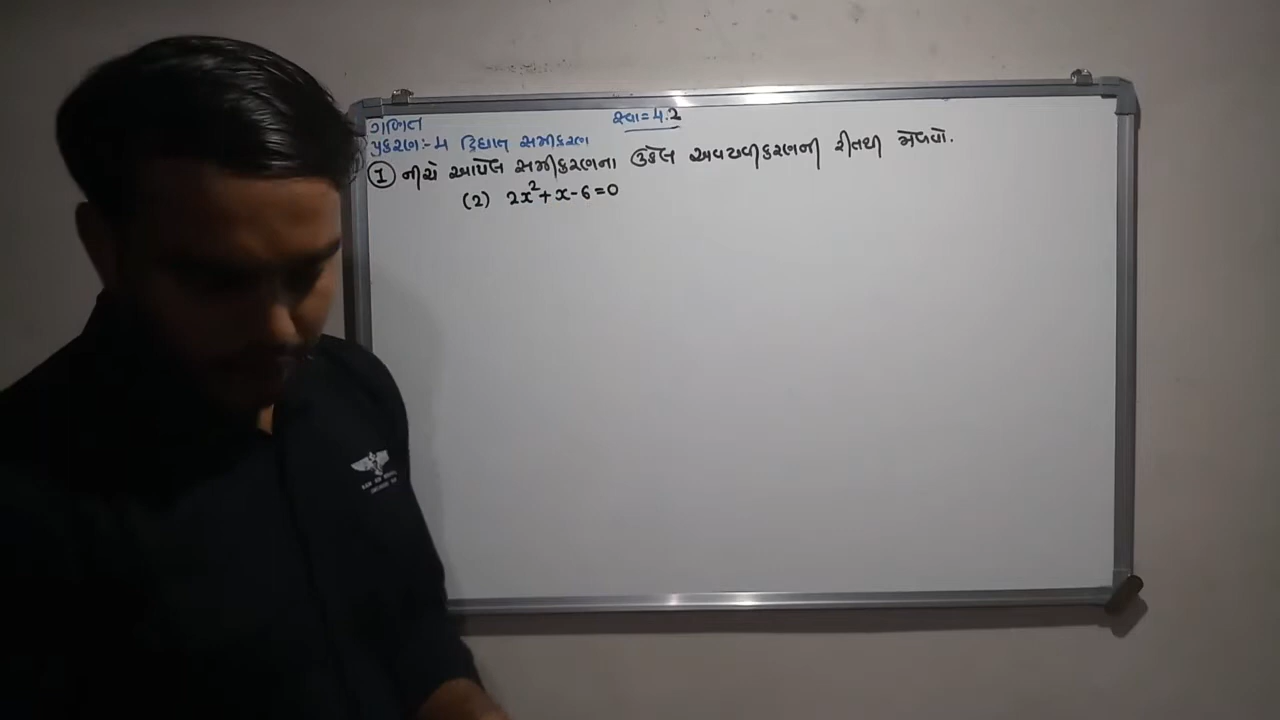 ગણિત
સ્વા = 4.2
પ્રકરણ:- 4 દ્વિઘાત સમીકરણ
1 નીચે આપેલ સમીકરણના ઉકેલ અવયવીકરણની રીતથી મેળવો.
(2) 2x²+x-6=0